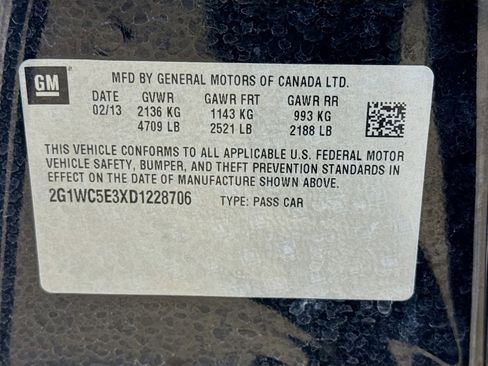 GM
MFD BY GENERAL MOTORS OF CANADA LTD.
DATE GVWR GAWR FRT GAWR RR
02/13 2136 KG 1143 KG 993 KG
4709 LB 2521 LB 2188 LB
THIS VEHICLE CONFORMS TO ALL APPLICABLE U.S. FEDERAL MOTOR
VEHICLE SAFETY, BUMPER, AND THEFT PREVENTION STANDARDS IN
EFFECT ON THE DATE OF MANUFACTURE SHOWN ABOVE.
2G1WC5E3XD1228706 TYPE: PASS CAR